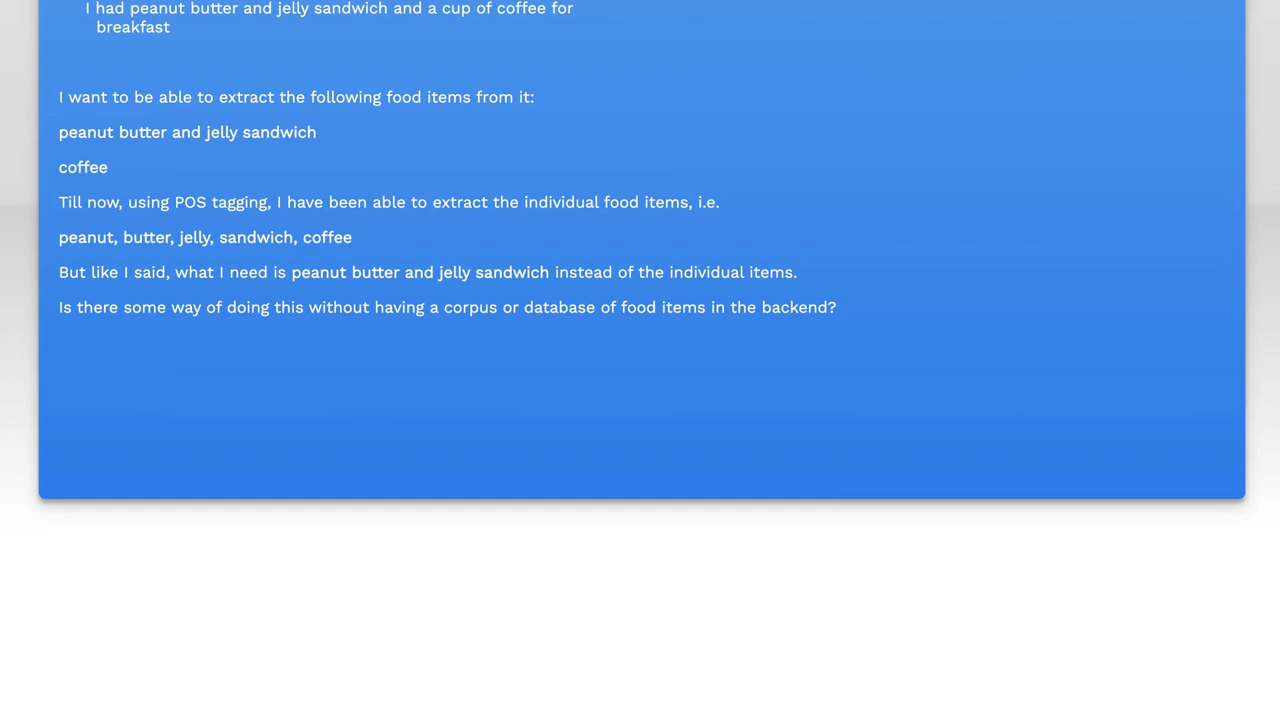 I had peanut butter and jelly sandwich and a cup of coffee for
breakfast
I want to be able to extract the following food items from it:
peanut butter and jelly sandwich
coffee
Till now, using POS tagging, I have been able to extract the individual food items, i.e.
peanut, butter, jelly, sandwich, coffee
But like I said, what I need is peanut butter and jelly sandwich instead of the individual items.
Is there some way of doing this without having a corpus or database of food items in the backend?